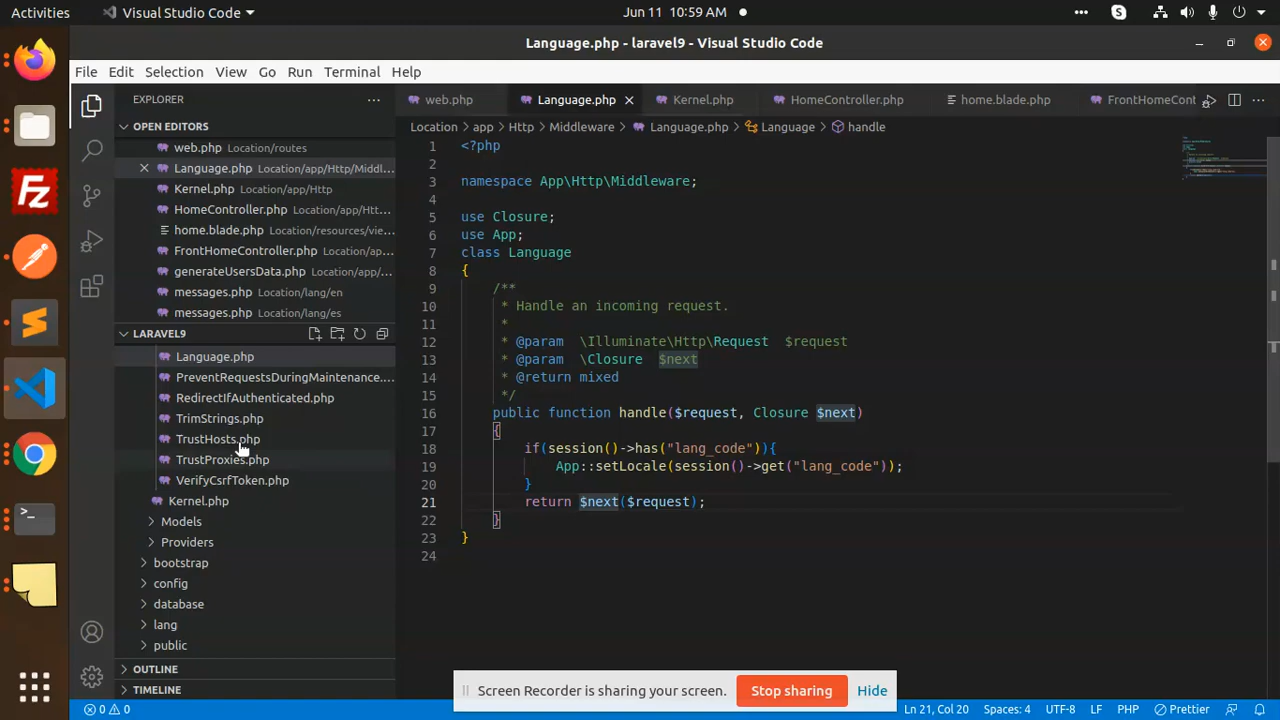 Activities
Visual Studio Code
Jun 11 10:59 AM
Language.php - laravel9 - Visual Studio Code
File Edit Selection View Go Run Terminal Help
EXPLORER
OPEN EDITORS
web.php Location/routes
Language.php Location/app/Http/Middl...
Kernel.php Location/app/Http
HomeController.php Location/app/Htt...
home.blade.php Location/resources/vie...
FrontHomeController.php Location/ap...
generateUsersData.php Location/app/...
messages.php Location/lang/en
messages.php Location/lang/es
LARAVEL9
Language.php
PreventRequestsDuringMaintenance....
RedirectIfAuthenticated.php
TrimStrings.php
TrustHosts.php
TrustProxies.php
VerifyCsrfToken.php
Kernel.php
Models
Providers
bootstrap
config
database
lang
public
OUTLINE
TIMELINE
web.php Language.php Kernel.php HomeController.php home.blade.php FrontHomeCont
Location > app > Http > Middleware > Language.php > Language > handle
1 <?php
2
3 namespace App\Http\Middleware;
4
5 use Closure;
6 use App;
7 class Language
8 {
9 /**
10 * Handle an incoming request.
11 *
12 * @param \Illuminate\Http\Request $request
13 * @param \Closure $next
14 * @return mixed
15 */
16 public function handle($request, Closure $next)
17 {
18 if(session()->has("lang_code")){
19 App::setLocale(session()->get("lang_code"));
20 }
21 return $next($request);
22 }
23 }
24
Screen Recorder is sharing your screen.
Stop sharing
Hide
0 0
Ln 21, Col 20 Spaces: 4 UTF-8 LF PHP Prettier